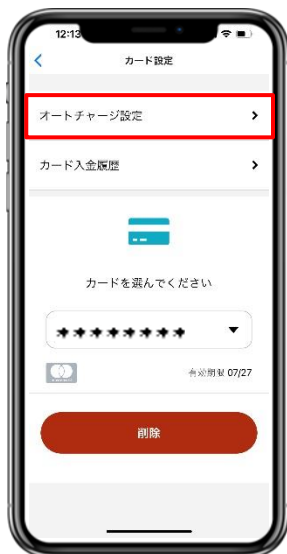 12:13
カード設定
オートチャージ設定
カード入金履歴
カードを選んでください
********
有効期限 07/27
削除